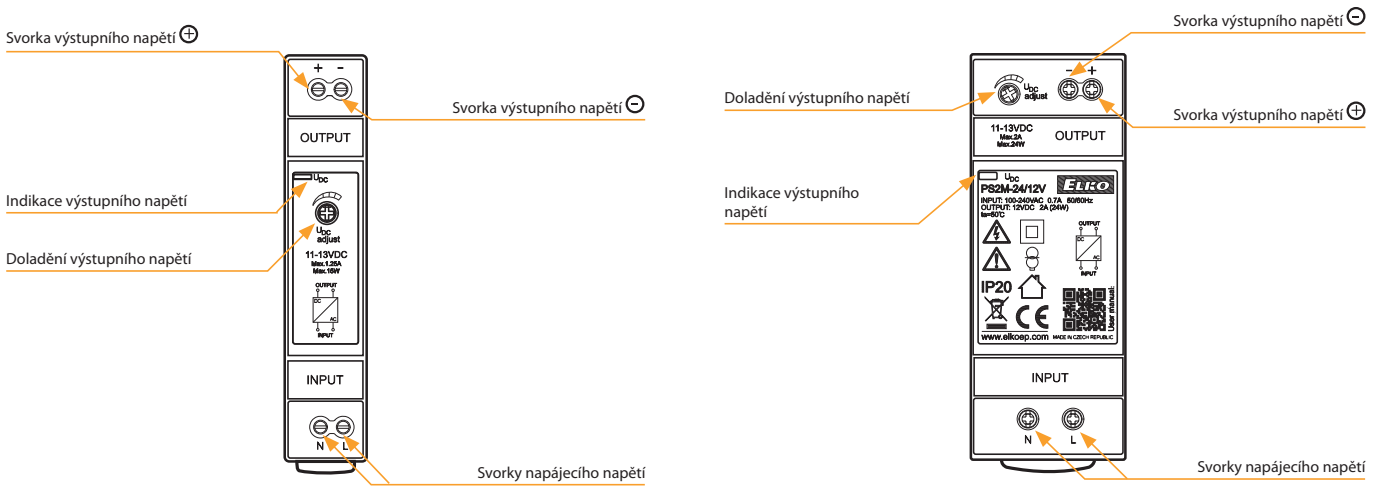 Svorka výstupního napětí ⊕
+ -
Svorka výstupního napětí ⊖
OUTPUT
UDC
Indikace výstupního napětí
UDC
adjust
Doladění výstupního napětí
11-13VDC
Max.1.25A
Max.15W
OUTPUT
DC
AC
INPUT
INPUT
N L
Svorky napájecího napětí
Svorka výstupního napětí ⊖
- +
Doladění výstupního napětí
UDC
adjust
Svorka výstupního napětí ⊕
11-13VDC
Max.2A
Max.24W
OUTPUT
UDC
Indikace výstupního
napětí
PS2M-24/12V
ELKO
INPUT: 100-240VAC 0.7A 50/60Hz
OUTPUT: 12VDC 2A (24W)
ta=60°C
OUTPUT
DC
AC
INPUT
IP20
CE
User manual:
www.elkoep.com
MADE IN CZECH REPUBLIC
INPUT
N L
Svorky napájecího napětí